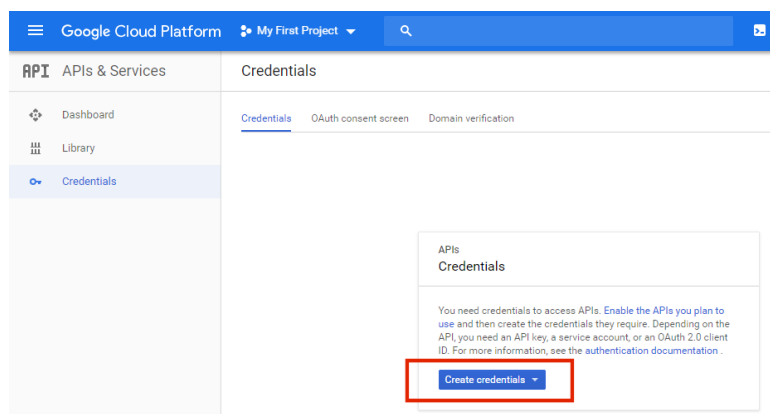 Google Cloud Platform
My First Project
API APIs & Services
Credentials
Dashboard
Library
Credentials
Credentials OAuth consent screen Domain verification
APIs
Credentials
You need credentials to access APIs. Enable the APIs you plan to
use and then create the credentials they require. Depending on the
API, you need an API key, a service account, or an OAuth 2.0 client
ID. For more information, see the authentication documentation .
Create credentials